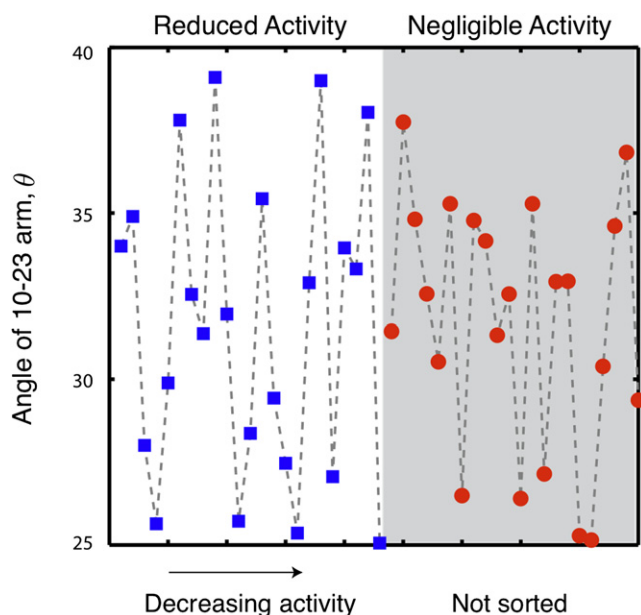 Reduced Activity Negligible Activity
40
35
30
25
Angle of 10-23 arm, θ
Decreasing activity Not sorted